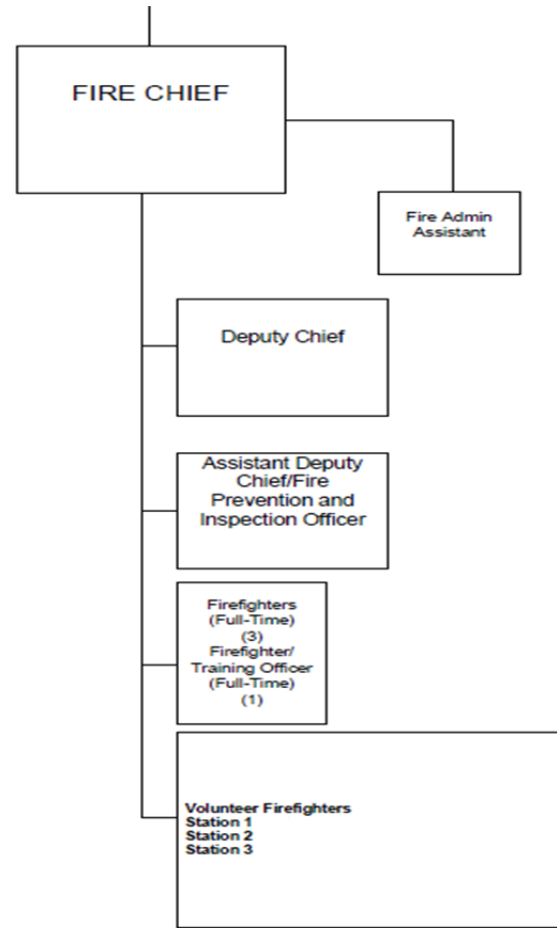 FIRE CHIEF
Fire Admin
Assistant
Deputy Chief
Assistant Deputy
Chief/Fire
Prevention and
Inspection Officer
Firefighters
(Full-Time)
(3)
Firefighter/
Training Officer
(Full-Time)
(1)
Volunteer Firefighters
Station 1
Station 2
Station 3